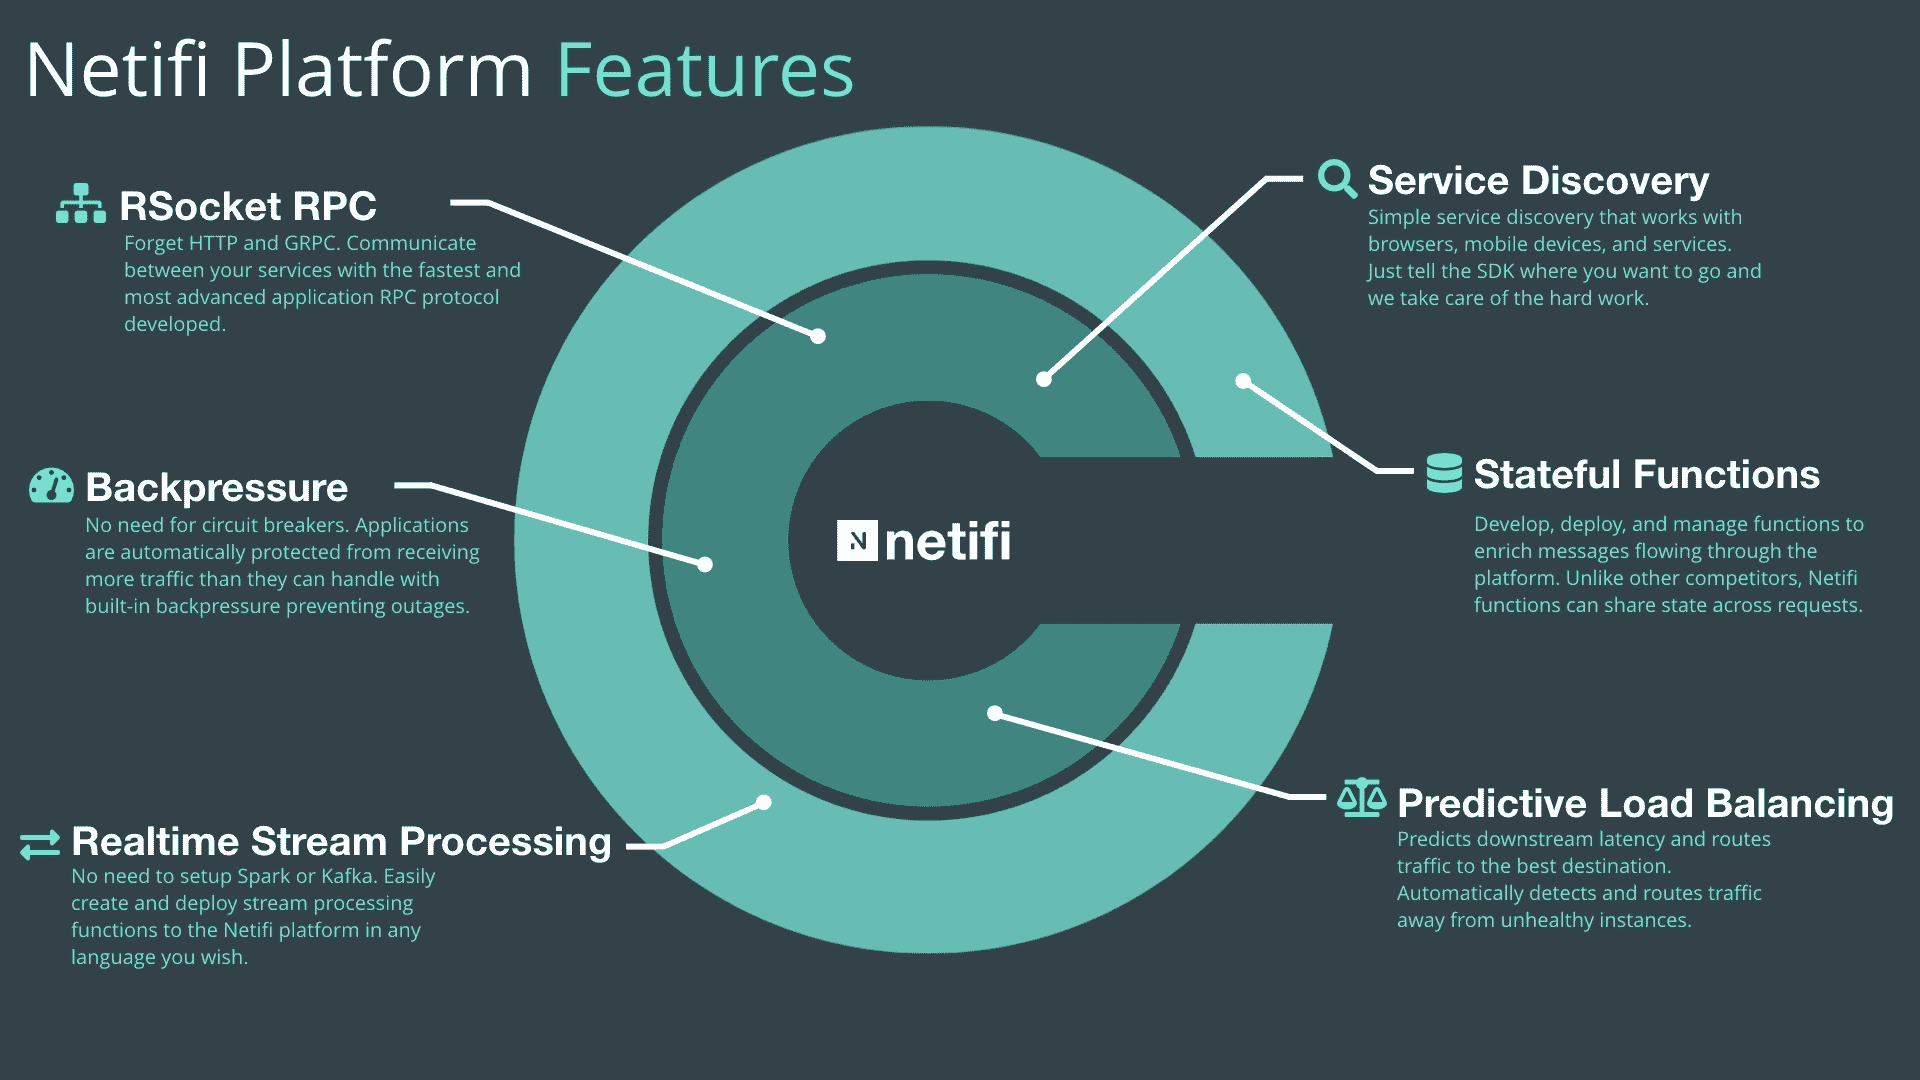 Netifi Platform Features
RSocket RPC
Forget HTTP and GRPC. Communicate
between your services with the fastest and
most advanced application RPC protocol
developed.
Backpressure
No need for circuit breakers. Applications
are automatically protected from receiving
more traffic than they can handle with
built-in backpressure preventing outages.
Realtime Stream Processing
No need to setup Spark or Kafka. Easily
create and deploy stream processing
functions to the Netifi platform in any
language you wish.
N netifi
Service Discovery
Simple service discovery that works with
browsers, mobile devices, and services.
Just tell the SDK where you want to go and
we take care of the hard work.
Stateful Functions
Develop, deploy, and manage functions to
enrich messages flowing through the
platform. Unlike other competitors, Netifi
functions can share state across requests.
Predictive Load Balancing
Predicts downstream latency and routes
traffic to the best destination.
Automatically detects and routes traffic
away from unhealthy instances.